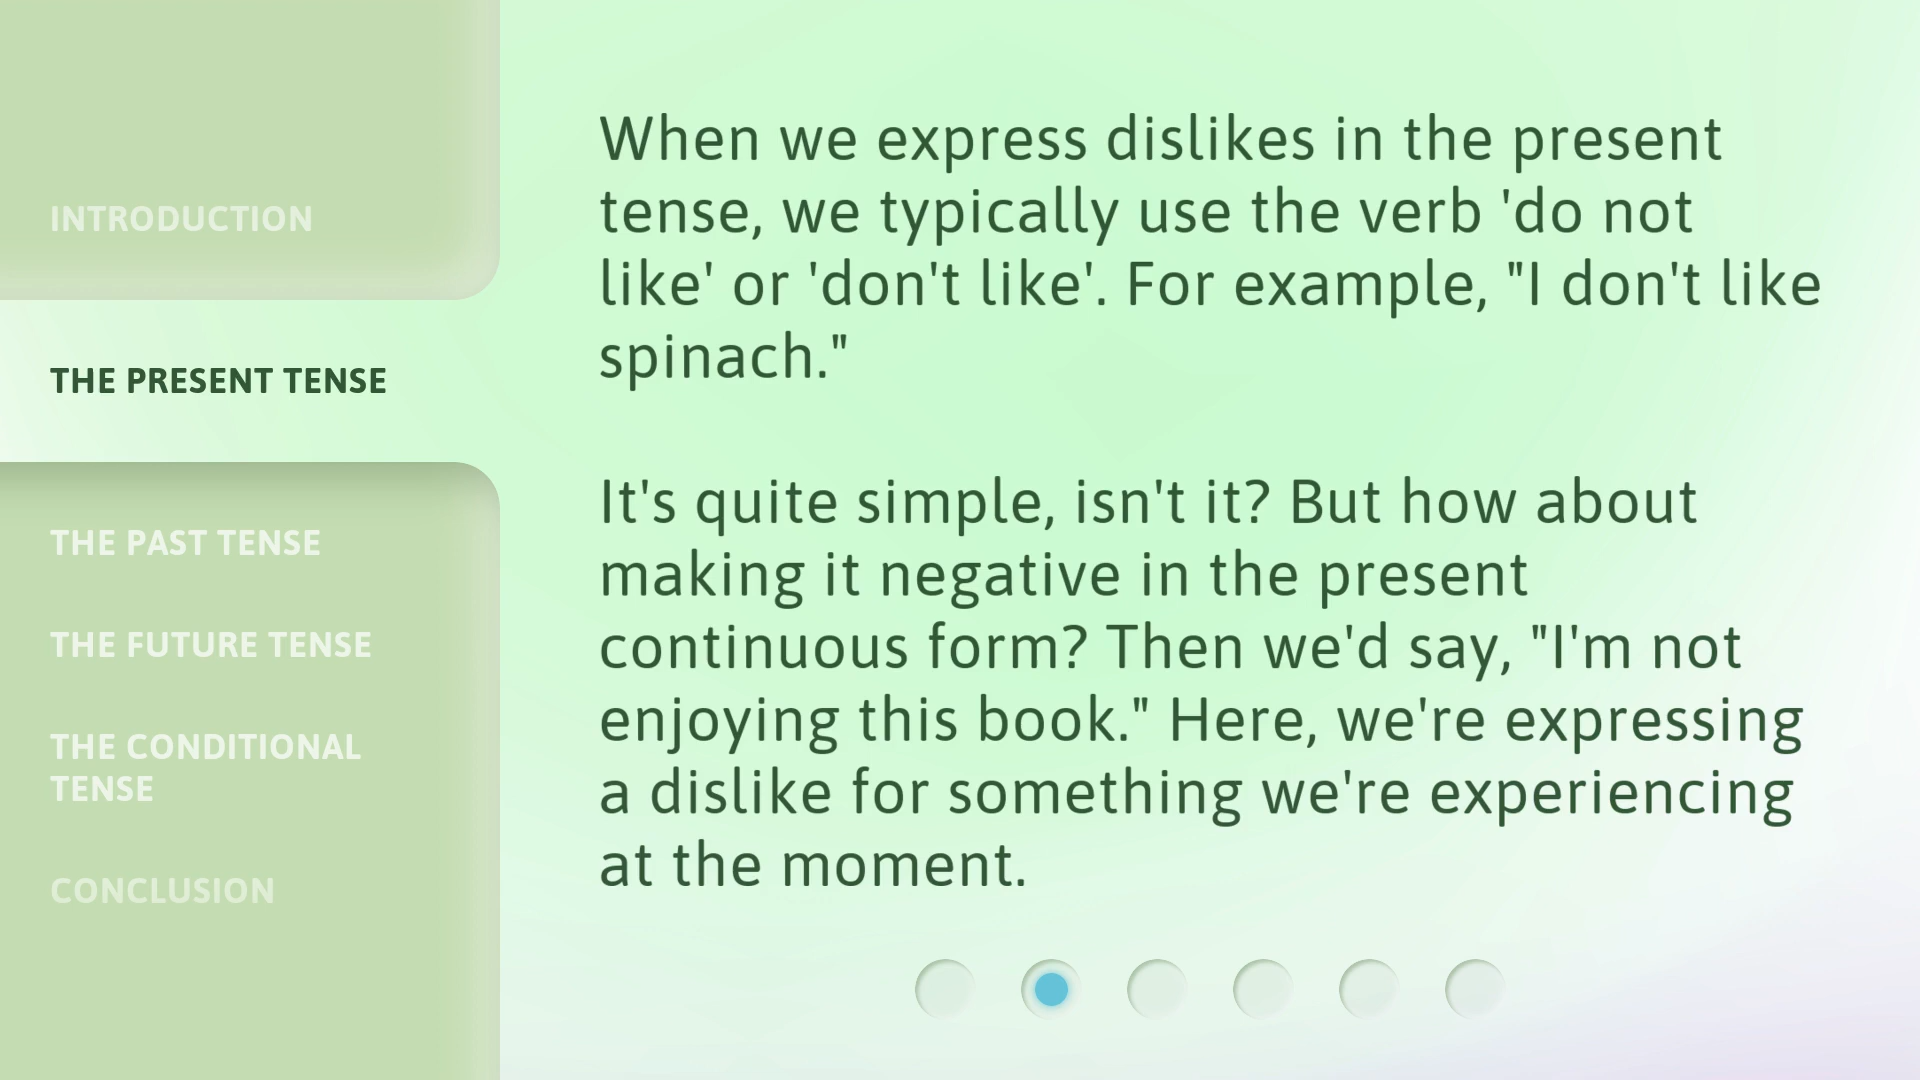 INTRODUCTION
THE PRESENT TENSE
THE PAST TENSE
THE FUTURE TENSE
THE CONDITIONAL
TENSE
CONCLUSION
When we express dislikes in the present
tense, we typically use the verb 'do not
like' or 'don't like'. For example, "I don't like
spinach."
It's quite simple, isn't it? But how about
making it negative in the present
continuous form? Then we'd say, "I'm not
enjoying this book." Here, we're expressing
a dislike for something we're experiencing
at the moment.